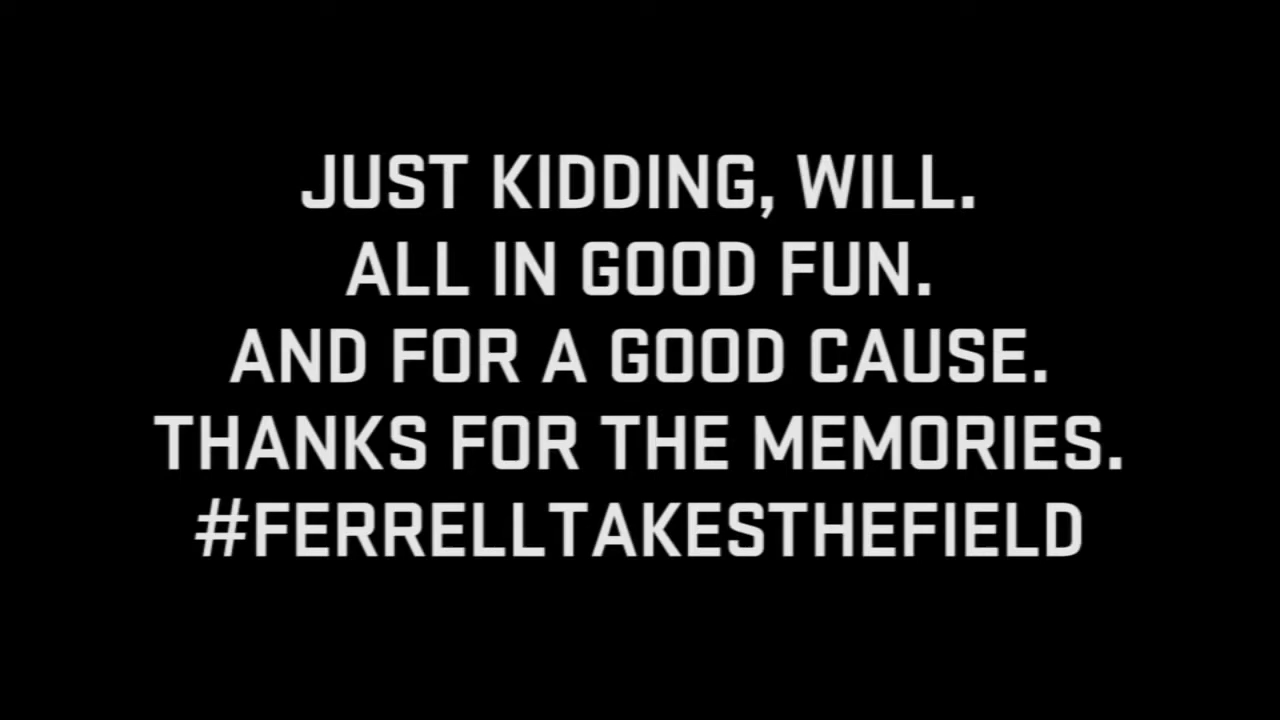 JUST KIDDING, WILL.
ALL IN GOOD FUN.
AND FOR A GOOD CAUSE.
THANKS FOR THE MEMORIES.
#FERRELLTAKESTHEFIELD